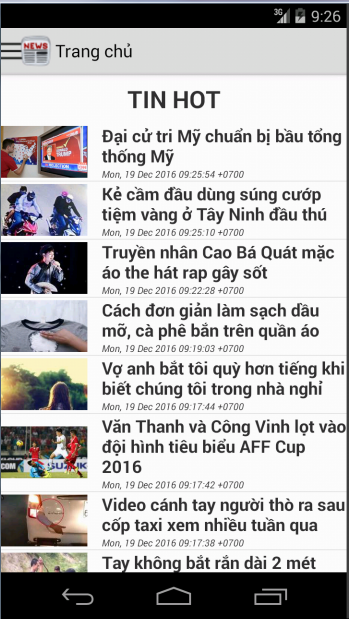 3G 9:26
NEWS Trang chủ
TIN HOT
Đại cử tri Mỹ chuẩn bị bầu tổng
thống Mỹ
Mon, 19 Dec 2016 09:25:54 +0700
Kẻ cầm đầu dùng súng cướp
tiệm vàng ở Tây Ninh đầu thú
Mon, 19 Dec 2016 09:25:10 +0700
Truyền nhân Cao Bá Quát mặc
áo the hát rap gây sốt
Mon, 19 Dec 2016 09:22:28 +0700
Cách đơn giản làm sạch dầu
mỡ, cà phê bắn trên quần áo
Mon, 19 Dec 2016 09:19:03 +0700
Vợ anh bắt tôi quỳ hơn tiếng khi
biết chúng tôi trong nhà nghỉ
Mon, 19 Dec 2016 09:17:44 +0700
Văn Thanh và Công Vinh lọt vào
đội hình tiêu biểu AFF Cup
2016
SUZUK
Mon, 19 Dec 2016 09:17:42 +0700
Video cánh tay người thò ra sau
cốp taxi xem nhiều tuần qua
Mon, 19 Dec 2016 09:17:38 +0700
Tay không bắt rắn dài 2 mét